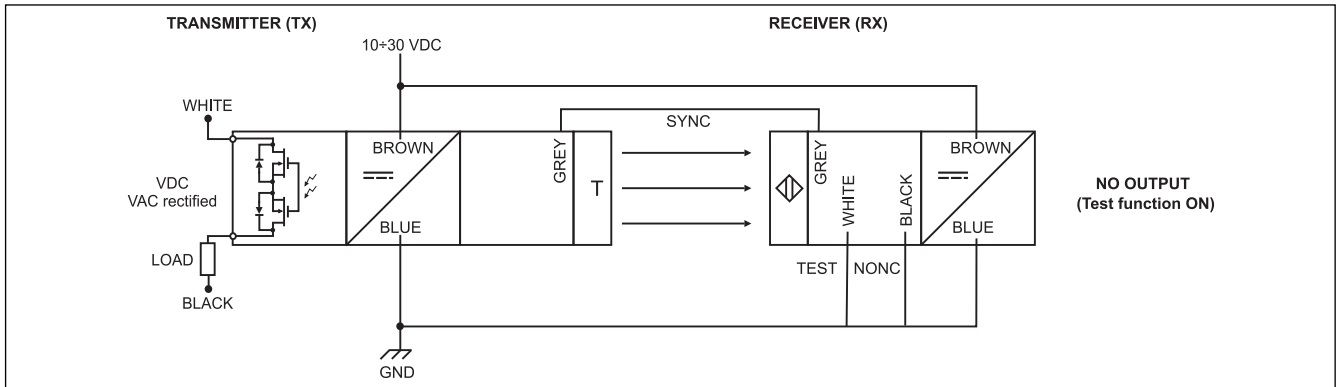 TRANSMITTER (TX)
RECEIVER (RX)
10÷30 VDC
WHITE
SYNC
BROWN
GREY
GREY
WHITE
BLACK
BROWN
VDC
VAC rectified
T
NO OUTPUT
(Test function ON)
BLUE
BLUE
LOAD
TEST
NONC
BLACK
GND